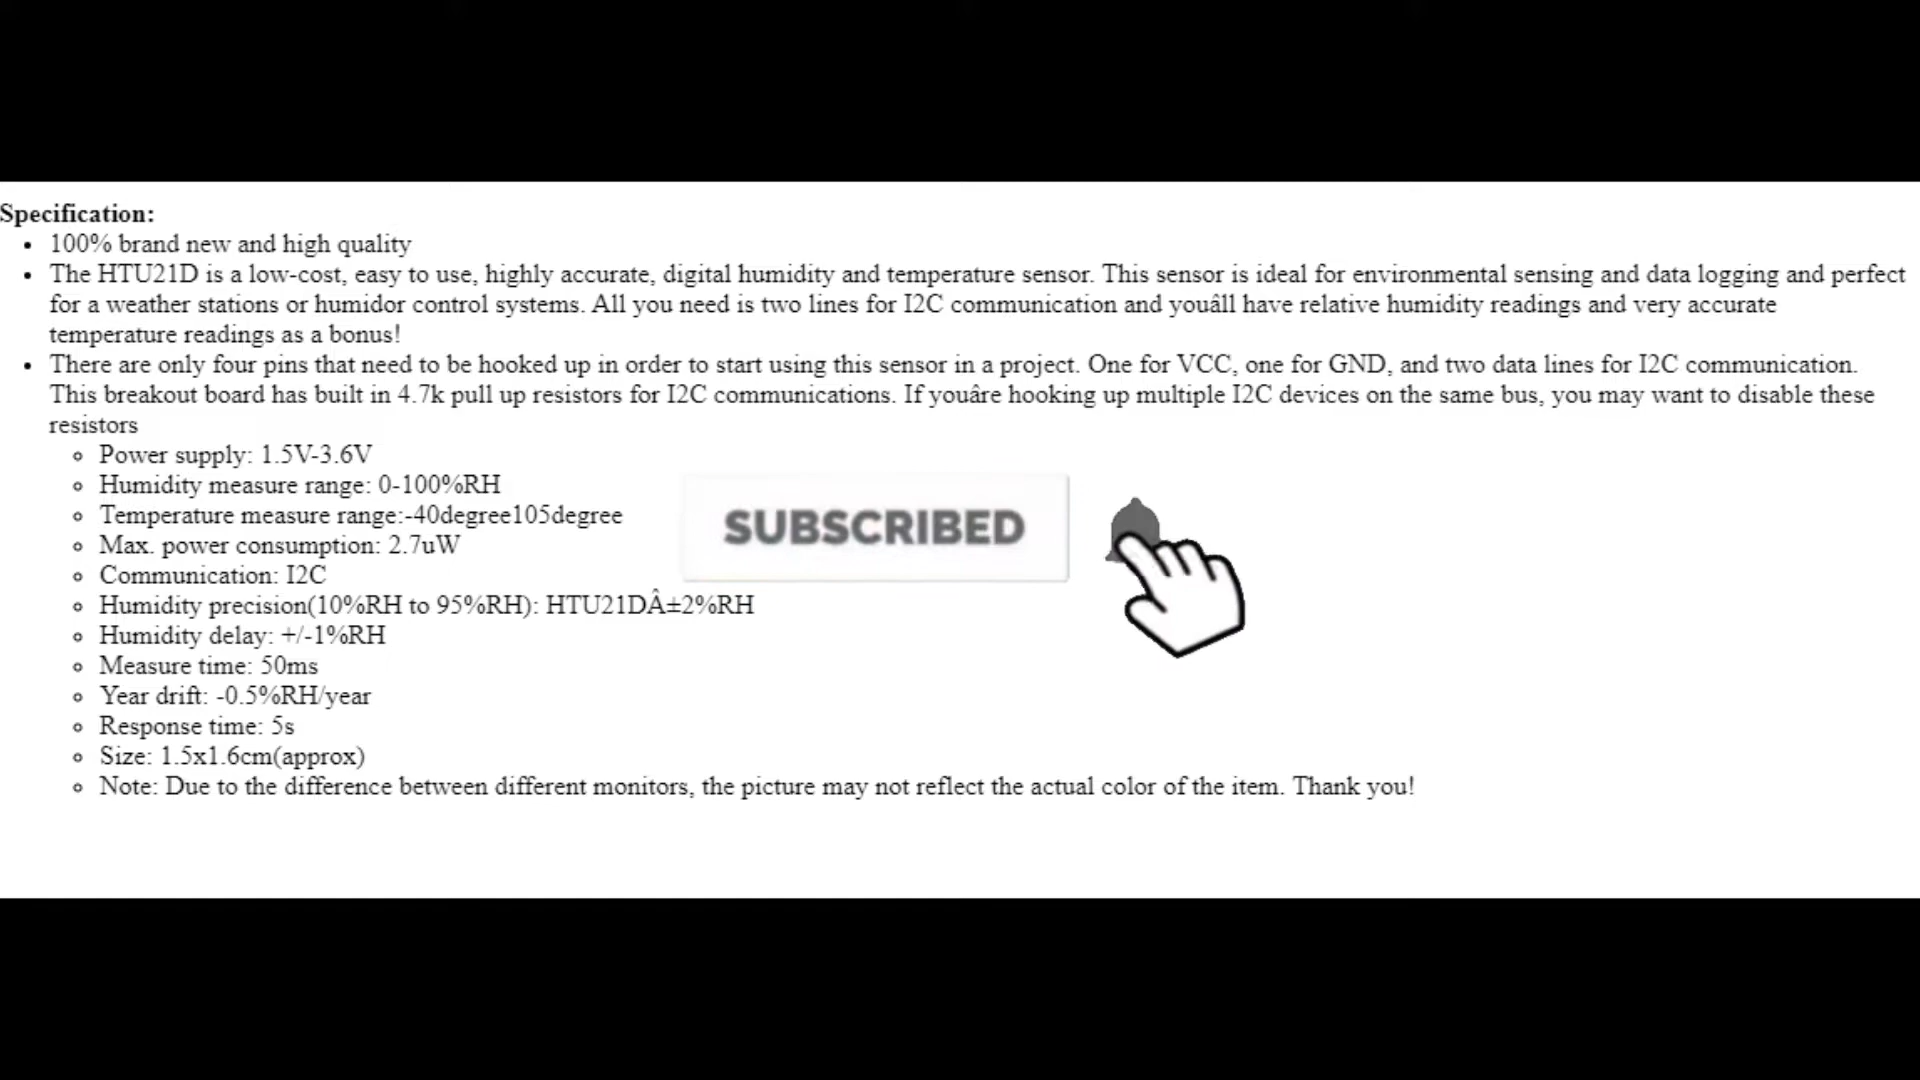 Specification:
100% brand new and high quality
The HTU21D is a low-cost, easy to use, highly accurate, digital humidity and temperature sensor. This sensor is ideal for environmental sensing and data logging and perfect
for a weather stations or humidor control systems. All you need is two lines for I2C communication and youâll have relative humidity readings and very accurate
temperature readings as a bonus!
There are only four pins that need to be hooked up in order to start using this sensor in a project. One for VCC, one for GND, and two data lines for I2C communication.
This breakout board has built in 4.7k pull up resistors for I2C communications. If youâre hooking up multiple I2C devices on the same bus, you may want to disable these
resistors
Power supply: 1.5V-3.6V
Humidity measure range: 0-100%RH
Temperature measure range:-40degree105degree
Max. power consumption: 2.7uW
Communication: I2C
Humidity precision(10%RH to 95%RH): HTU21DÂ±2%RH
Humidity delay: +/-1%RH
Measure time: 50ms
Year drift: -0.5%RH/year
Response time: 5s
Size: 1.5x1.6cm(approx)
Note: Due to the difference between different monitors, the picture may not reflect the actual color of the item. Thank you!
SUBSCRIBED